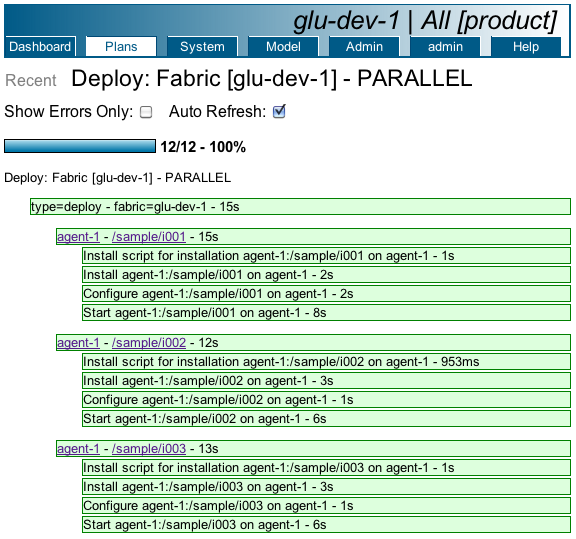 glu-dev-1 | All [product]
Dashboard Plans System Model Admin admin Help
Recent Deploy: Fabric [glu-dev-1] - PARALLEL
Show Errors Only: Auto Refresh:
12/12 - 100%
Deploy: Fabric [glu-dev-1] - PARALLEL
type=deploy - fabric=glu-dev-1 - 15s
agent-1 - /sample/i001 - 15s
Install script for installation agent-1:/sample/i001 on agent-1 - 1s
Install agent-1:/sample/i001 on agent-1 - 2s
Configure agent-1:/sample/i001 on agent-1 - 2s
Start agent-1:/sample/i001 on agent-1 - 8s
agent-1 - /sample/i002 - 12s
Install script for installation agent-1:/sample/i002 on agent-1 - 953ms
Install agent-1:/sample/i002 on agent-1 - 3s
Configure agent-1:/sample/i002 on agent-1 - 1s
Start agent-1:/sample/i002 on agent-1 - 6s
agent-1 - /sample/i003 - 13s
Install script for installation agent-1:/sample/i003 on agent-1 - 1s
Install agent-1:/sample/i003 on agent-1 - 3s
Configure agent-1:/sample/i003 on agent-1 - 1s
Start agent-1:/sample/i003 on agent-1 - 6s